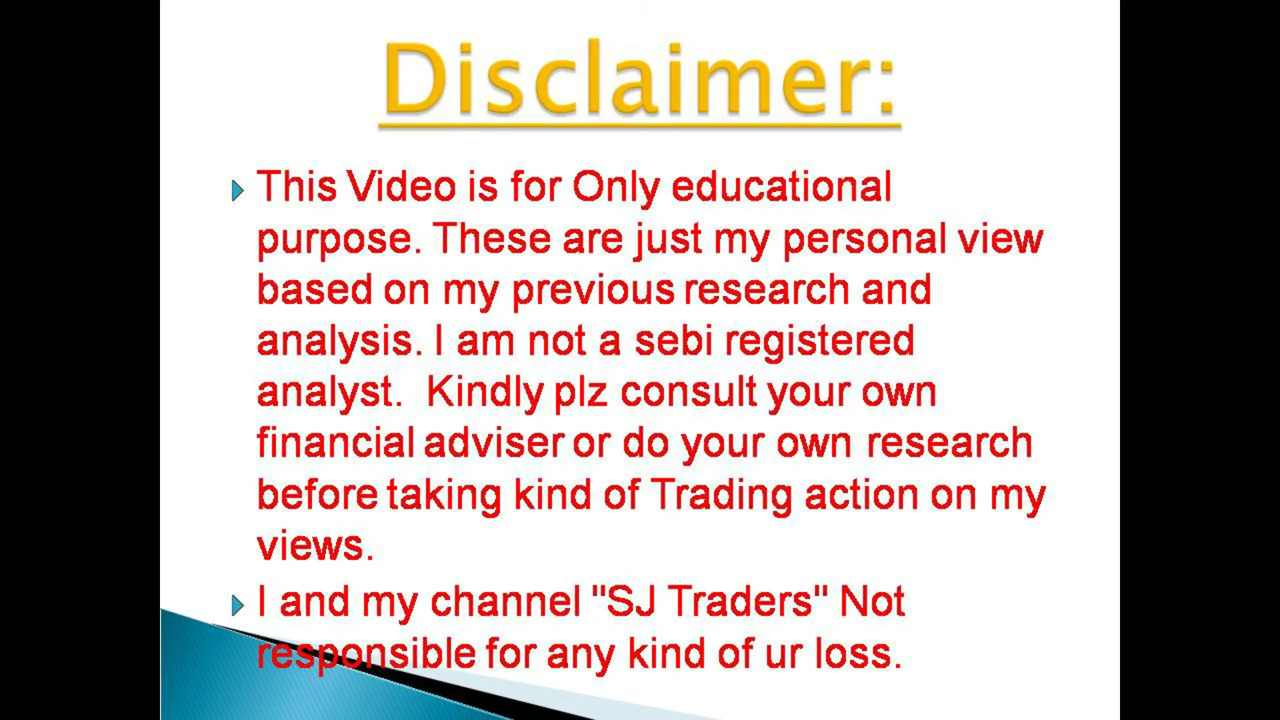 Disclaimer:
This Video is for Only educational
purpose. These are just my personal view
based on my previous research and
analysis. I am not a sebi registered
analyst.  Kindly plz consult your own
financial adviser or do your own research
before taking kind of Trading action on my
views.
I and my channel "SJ Traders" Not
responsible for any kind of ur loss.